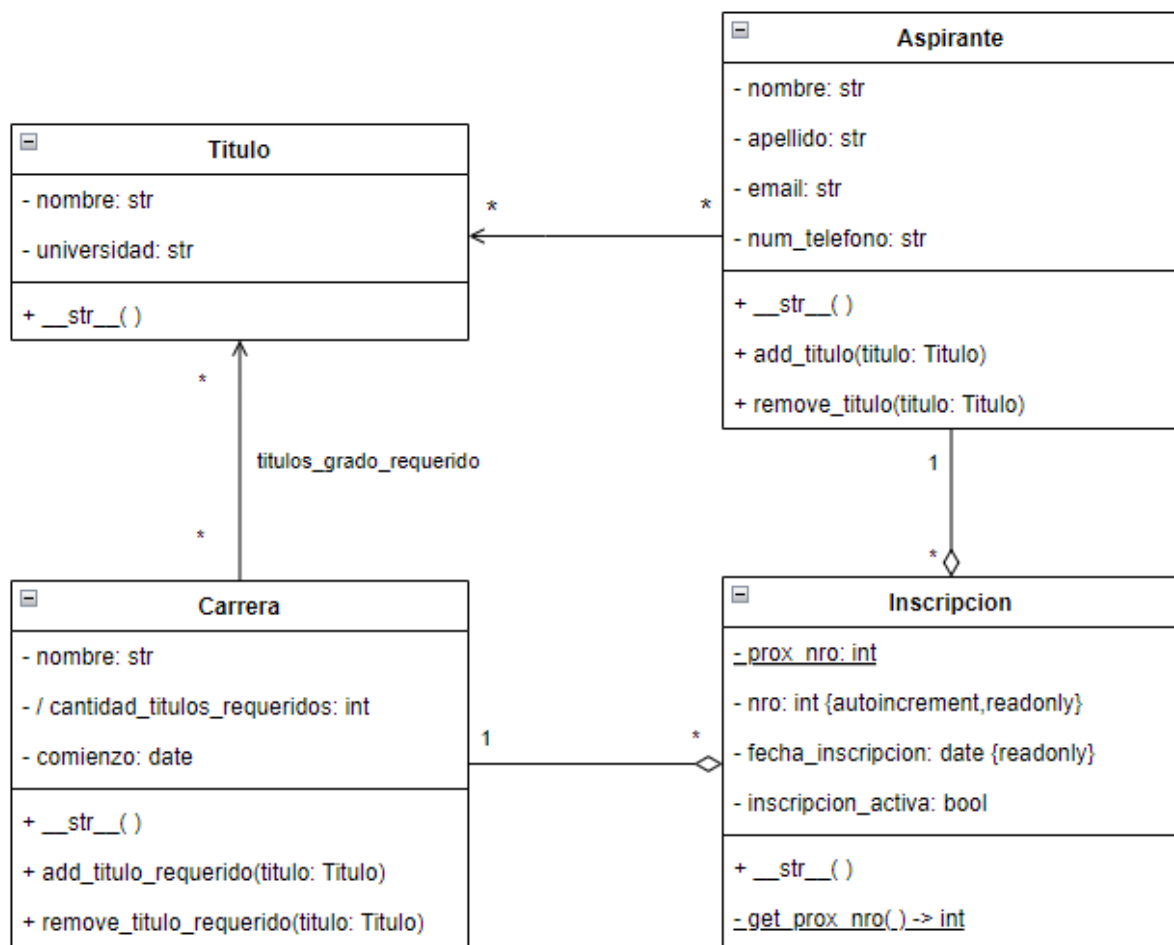 Aspirante
- nombre: str
- apellido: str
- email: str
- num_telefono: str
+ __str__( )
+ add_titulo(titulo: Titulo)
+ remove_titulo(titulo: Titulo)
Titulo
- nombre: str
- universidad: str
+ __str__( )
*
*
*
titulos_grado_requerido
*
1
*
Carrera
- nombre: str
- / cantidad_titulos_requeridos: int
- comienzo: date
+ __str__( )
+ add_titulo_requerido(titulo: Titulo)
+ remove_titulo_requerido(titulo: Titulo)
1
*
Inscripcion
- prox_nro: int
- nro: int {autoincrement,readonly}
- fecha_inscripcion: date {readonly}
- inscripcion_activa: bool
+ __str__( )
- get_prox_nro( ) -> int